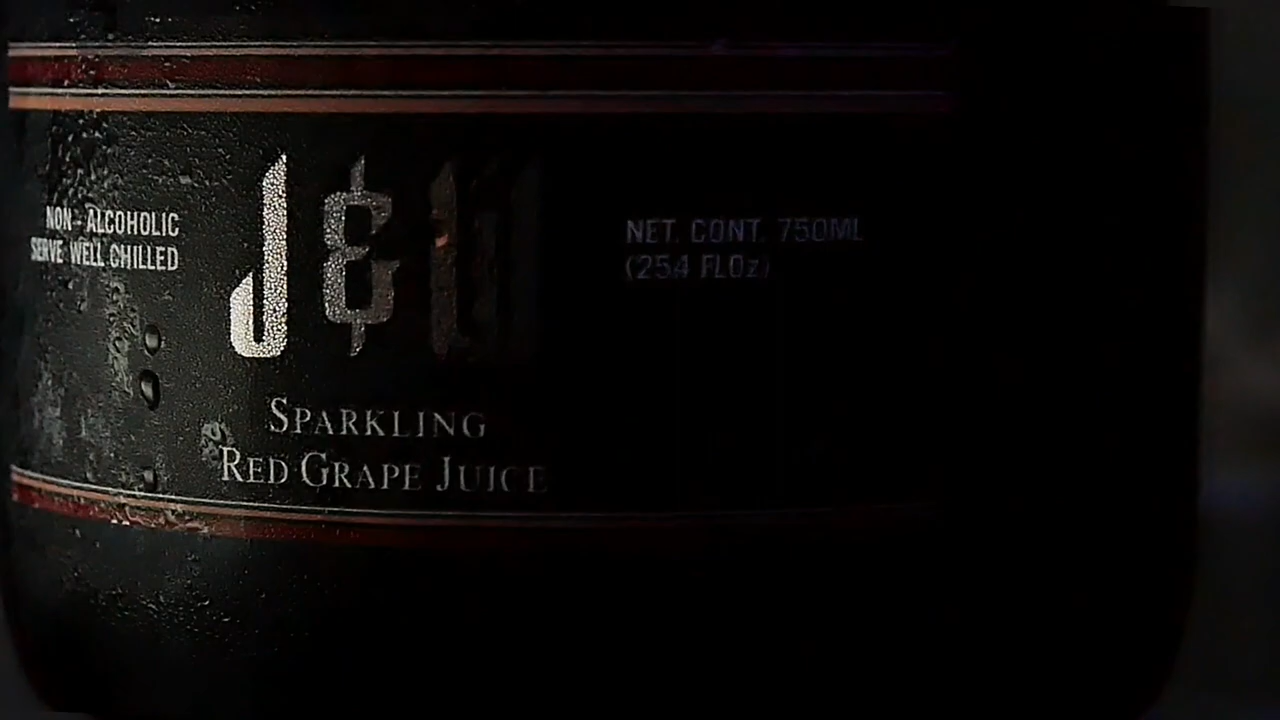 NON-ALCOHOLIC
SERVE WELL CHILLED
J &
NET. CONT. 750ML
(254 FLOz)
SPARKLING
RED GRAPE JUICE